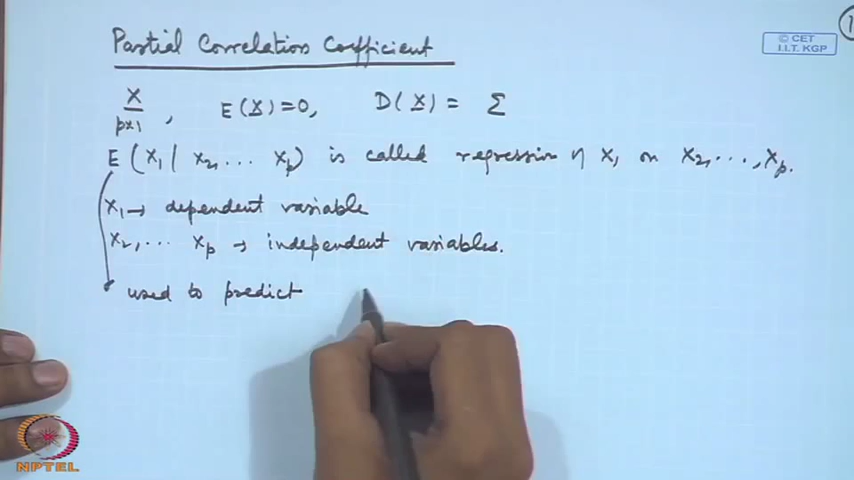 Partial Correlation Coefficient
© CET
I.I.T. KGP
X
p×1 , E(X)=0, D(X) = Σ
E(X₁ | X₂, ... Xₚ) is called regression of X₁ on X₂, ..., Xₚ.
X₁ → dependent variable
X₂, ... Xₚ → independent variables.
used to predict
NPTEL